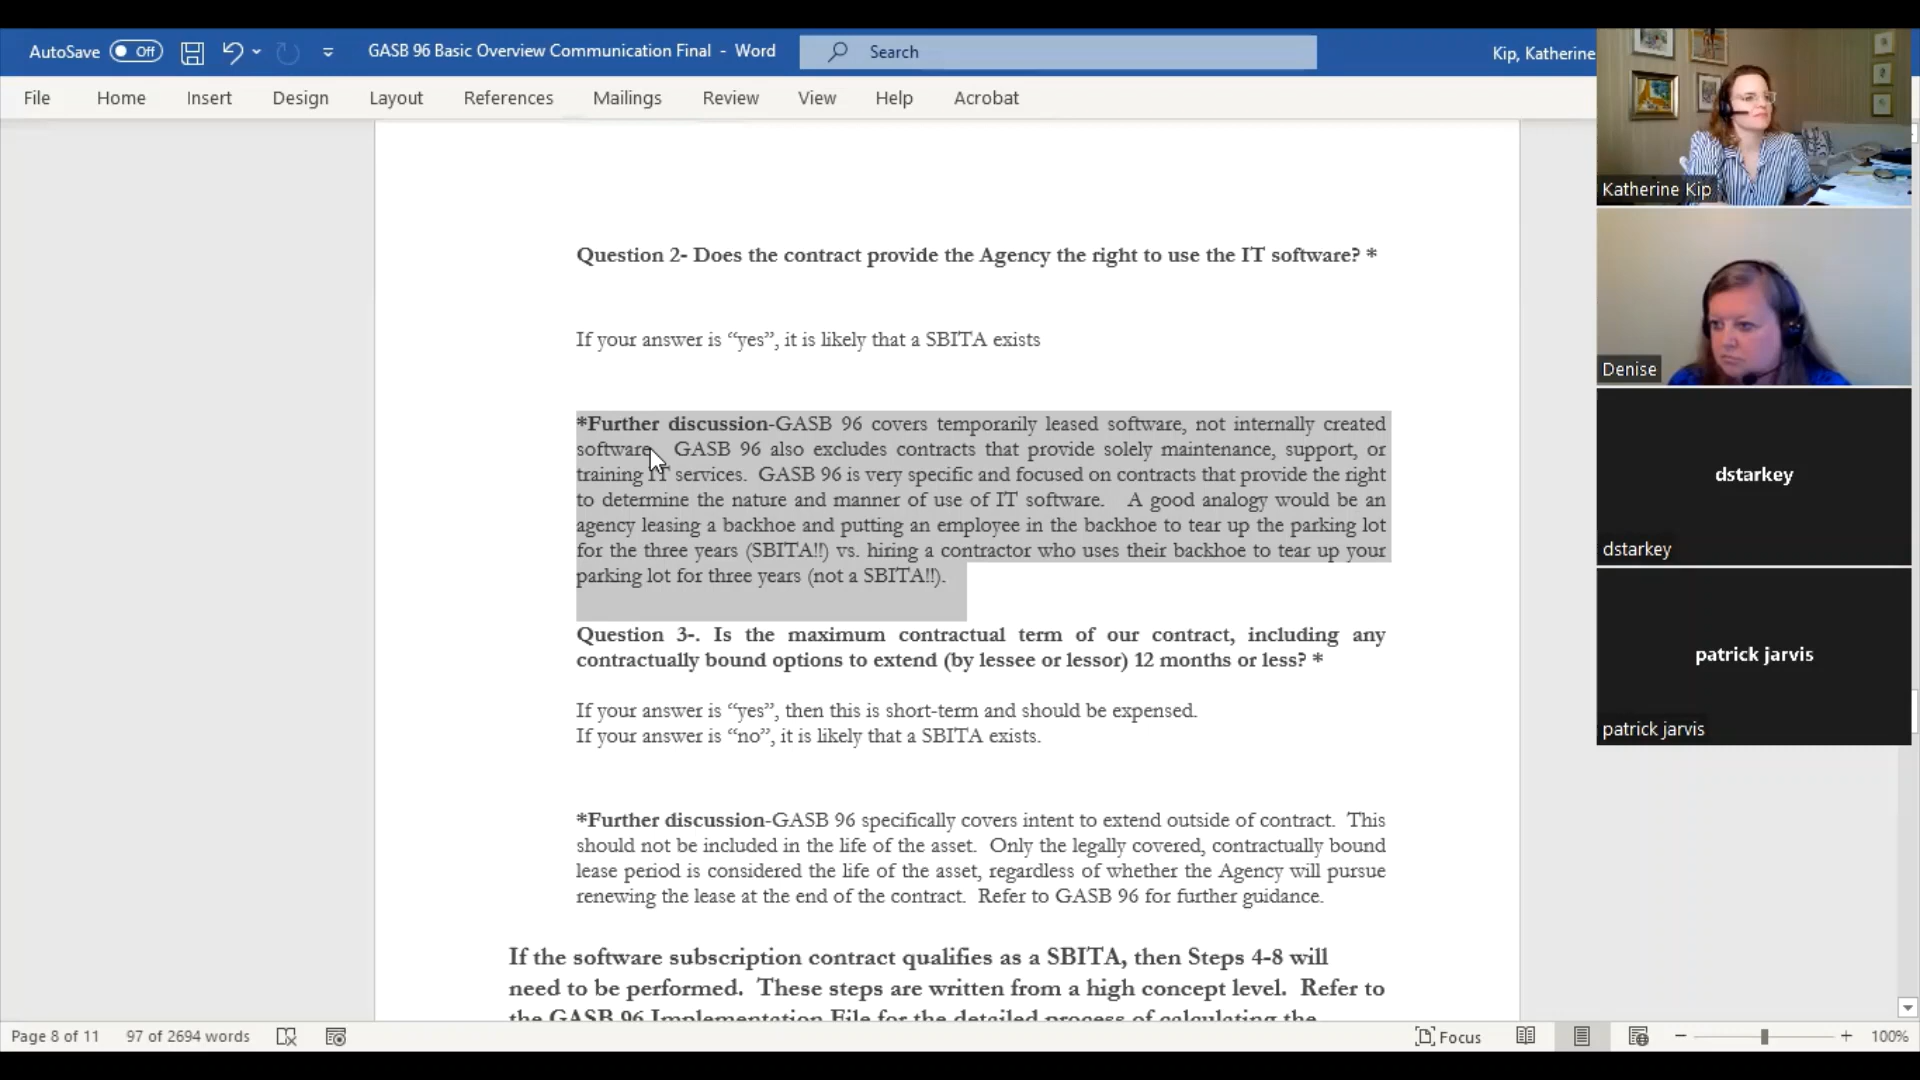 AutoSave Off GASB 96 Basic Overview Communication Final - Word Search Kip, Katherine
File Home Insert Design Layout References Mailings Review View Help Acrobat
Question 2- Does the contract provide the Agency the right to use the IT software? *
If your answer is “yes”, it is likely that a SBITA exists
*Further discussion-GASB 96 covers temporarily leased software, not internally created
software. GASB 96 also excludes contracts that provide solely maintenance, support, or
training IT services. GASB 96 is very specific and focused on contracts that provide the right
to determine the nature and manner of use of IT software. A good analogy would be an
agency leasing a backhoe and putting an employee in the backhoe to tear up the parking lot
for the three years (SBITA!!) vs. hiring a contractor who uses their backhoe to tear up your
parking lot for three years (not a SBITA!!).
Question 3-. Is the maximum contractual term of our contract, including any
contractually bound options to extend (by lessee or lessor) 12 months or less? *
If your answer is “yes”, then this is short-term and should be expensed.
If your answer is “no”, it is likely that a SBITA exists.
*Further discussion-GASB 96 specifically covers intent to extend outside of contract. This
should not be included in the life of the asset. Only the legally covered, contractually bound
lease period is considered the life of the asset, regardless of whether the Agency will pursue
renewing the lease at the end of the contract. Refer to GASB 96 for further guidance.
If the software subscription contract qualifies as a SBITA, then Steps 4-8 will
need to be performed. These steps are written from a high concept level. Refer to
the GASB 96 Implementation File for the detailed process of calculating the
Katherine Kip
Denise
dstarkey
dstarkey
patrick jarvis
patrick jarvis
Page 8 of 11 97 of 2694 words Focus 100%